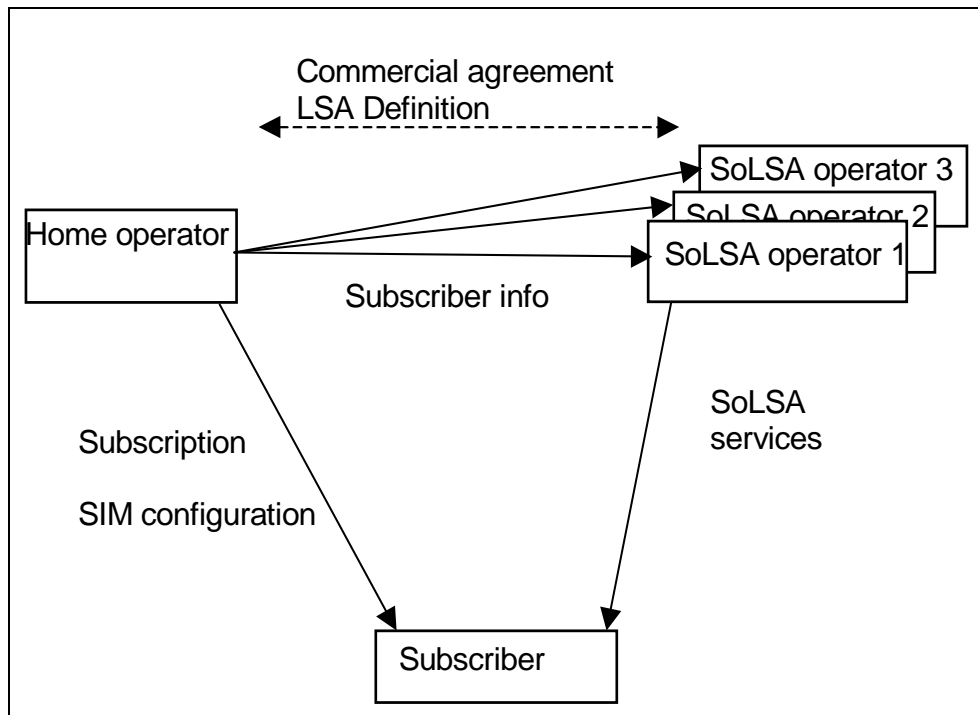 Commercial agreement
LSA Definition
SoLSA operator 3
SoLSA operator 2
Home operator
SoLSA operator 1
Subscriber info
SoLSA
services
Subscription
SIM configuration
Subscriber